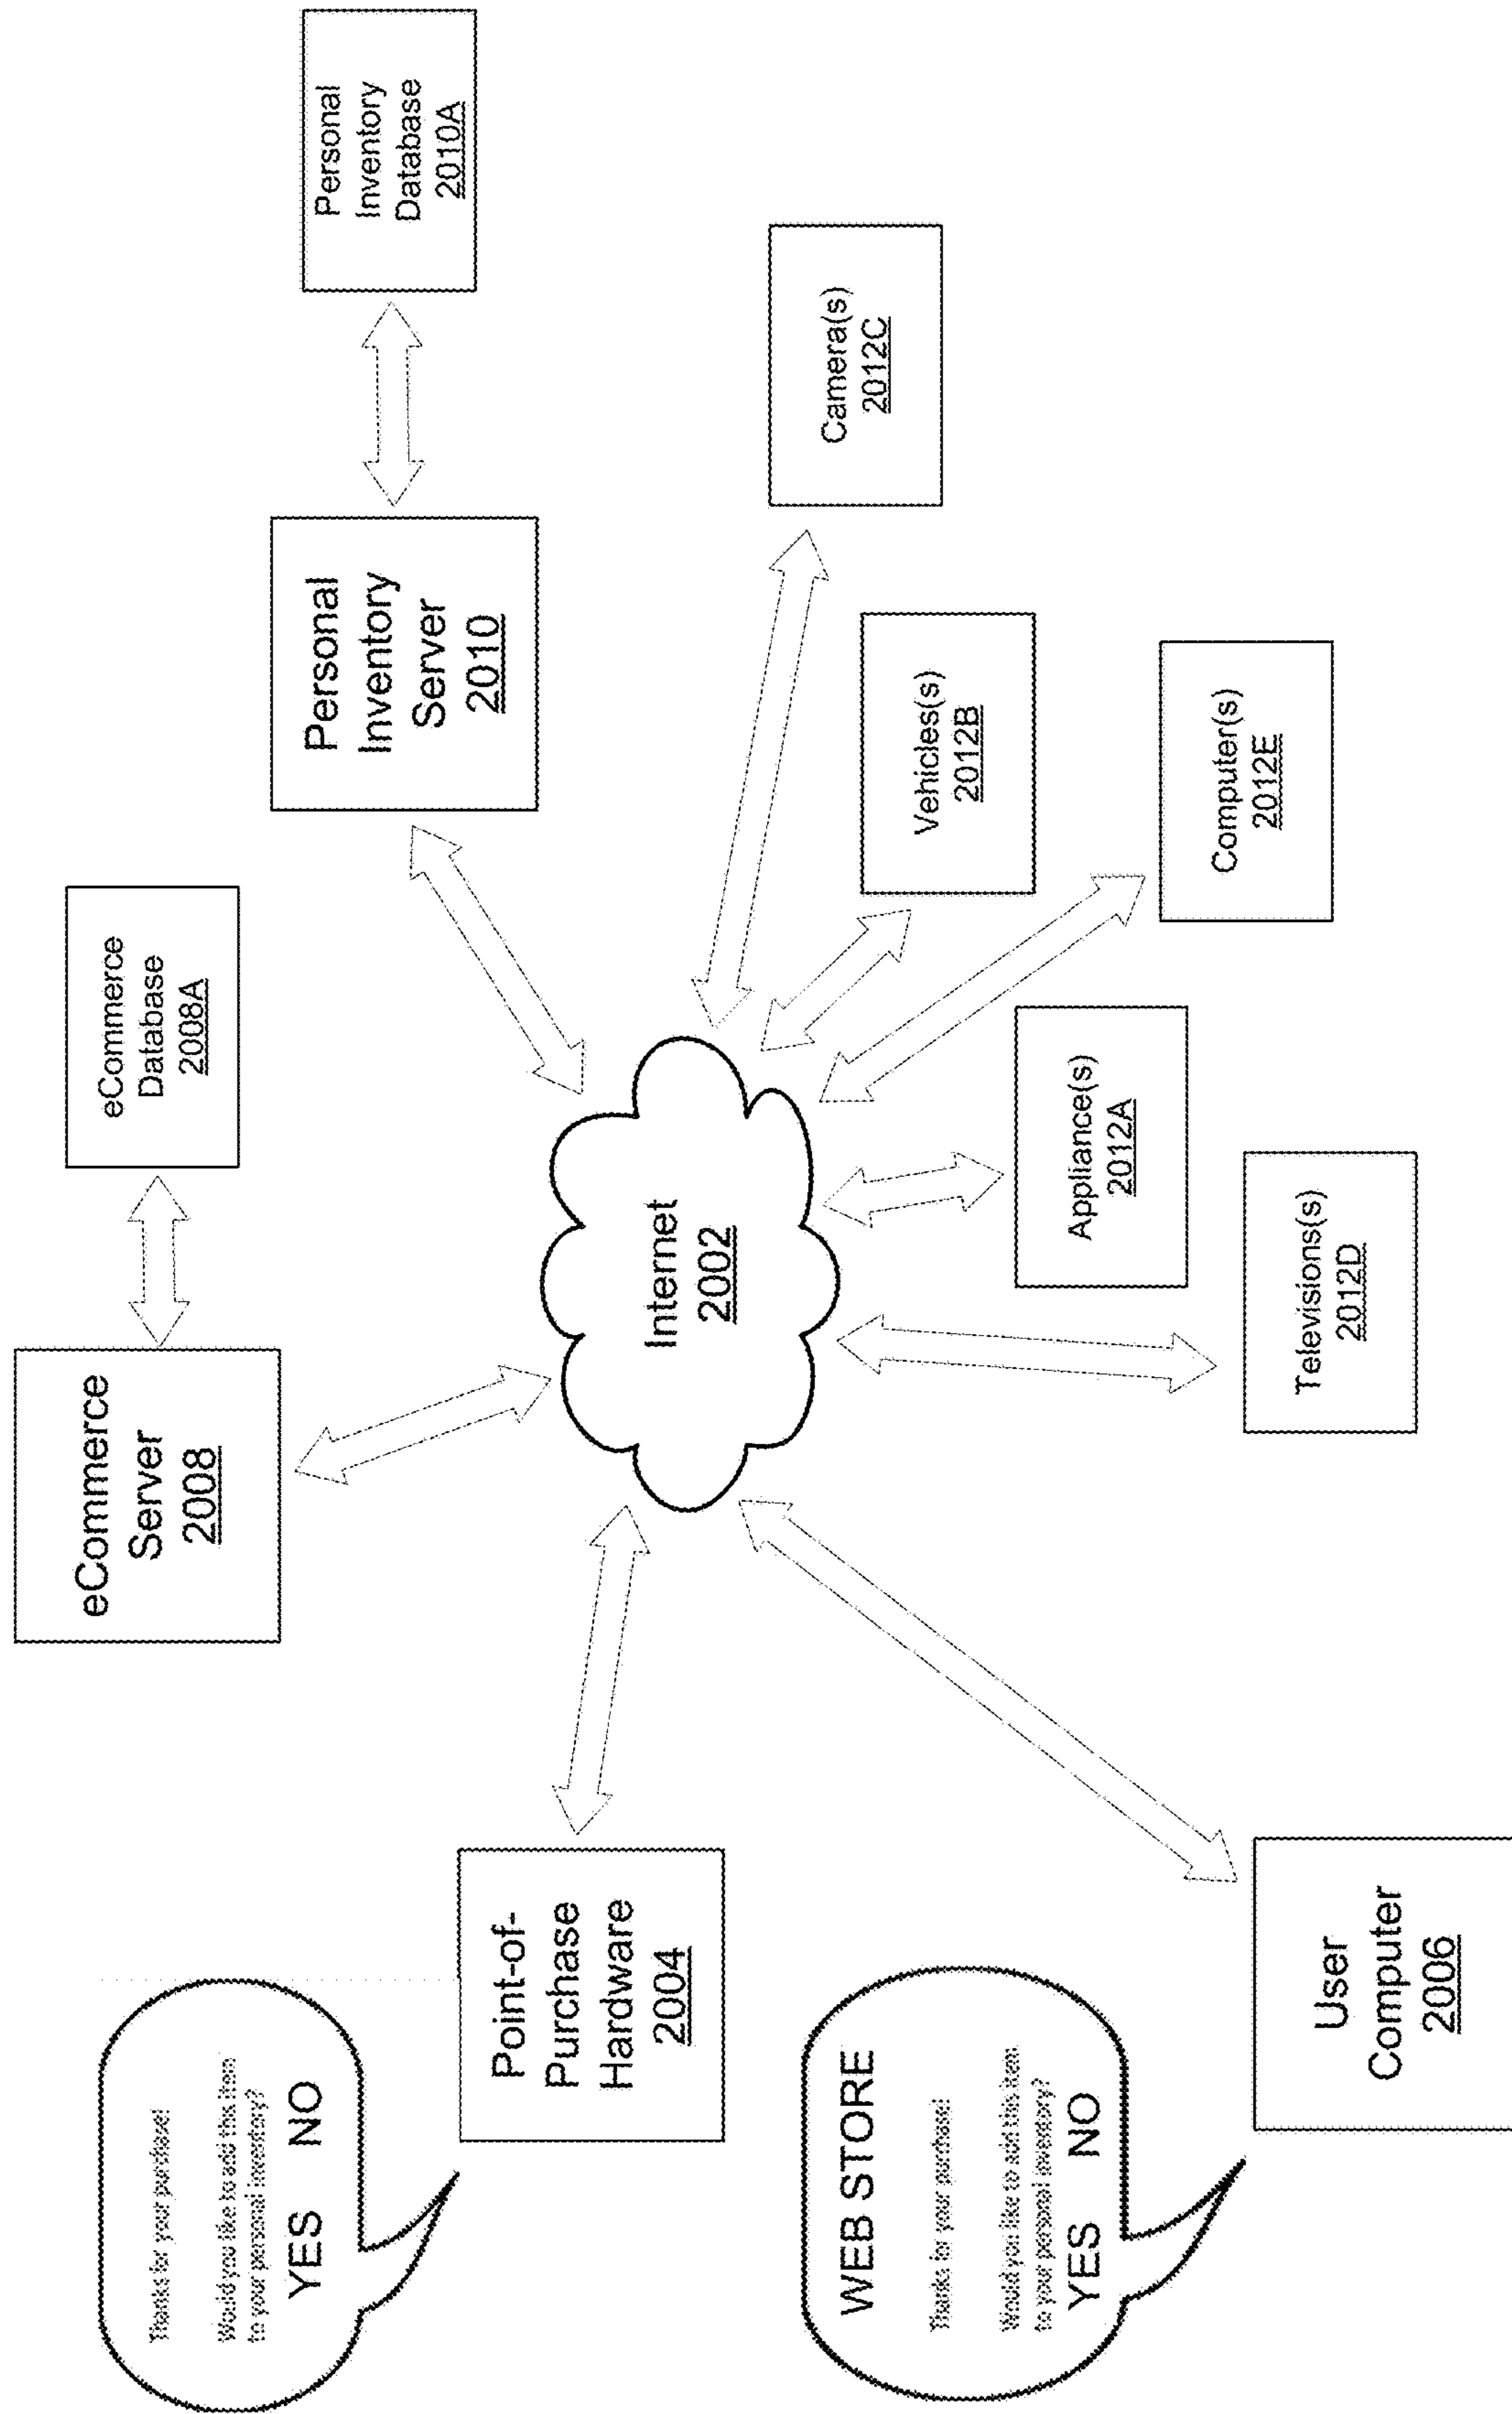 Thanks for your purchase!
Would you like to add this item
to your personal inventory?
YES NO
Point-of-
Purchase
Hardware
2004
WEB STORE
Thanks for your purchase!
Would you like to add this item
to your personal inventory?
YES NO
User
Computer
2006
eCommerce
Server
2008
eCommerce
Database
2008A
Internet
2002
Personal
Inventory
Server
2010
Personal
Inventory
Database
2010A
Camera(s)
2012C
Vehicles(s)
2012B
Computer(s)
2012E
Appliance(s)
2012A
Televisions(s)
2012D